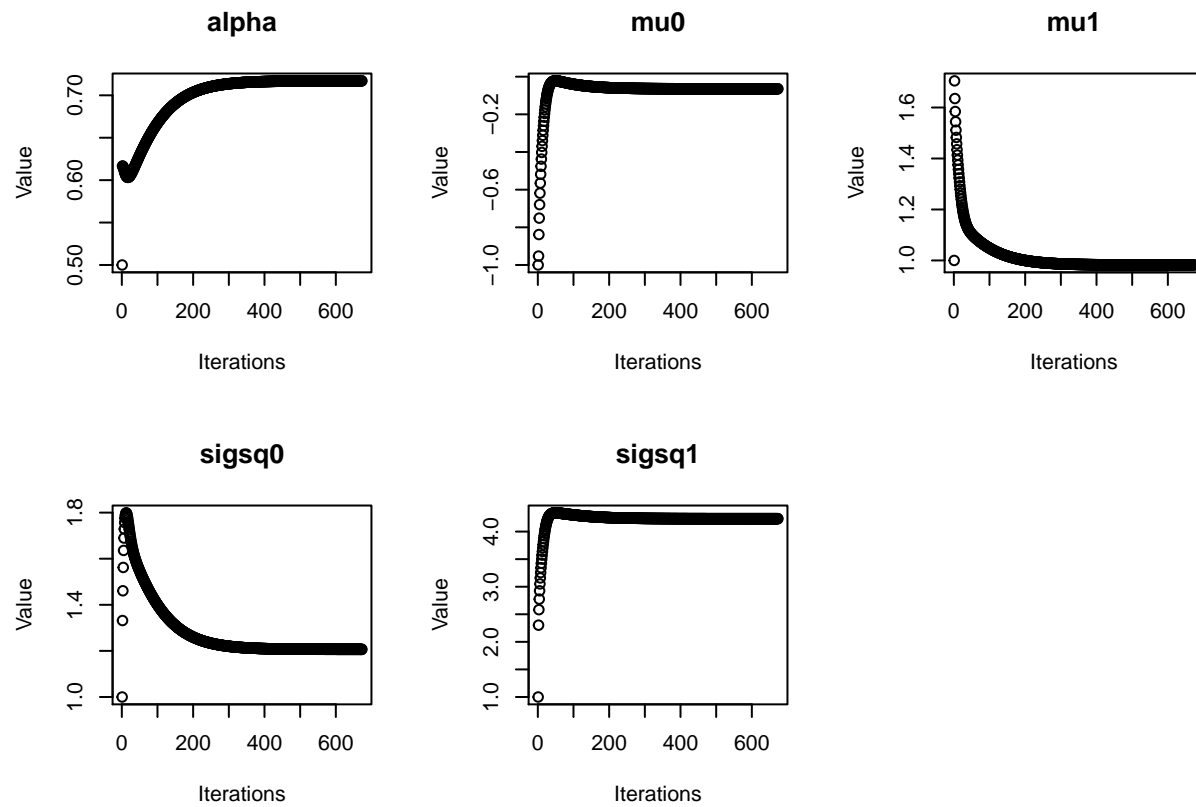 alpha
Value
0.50 0.60 0.70
0 200 400 600
Iterations
mu0
Value
−1.0 −0.6 −0.2
0 200 400 600
Iterations
mu1
Value
1.0 1.2 1.4 1.6
0 200 400 600
Iterations
sigsq0
Value
1.0 1.4 1.8
0 200 400 600
Iterations
sigsq1
Value
1.0 2.0 3.0 4.0
0 200 400 600
Iterations